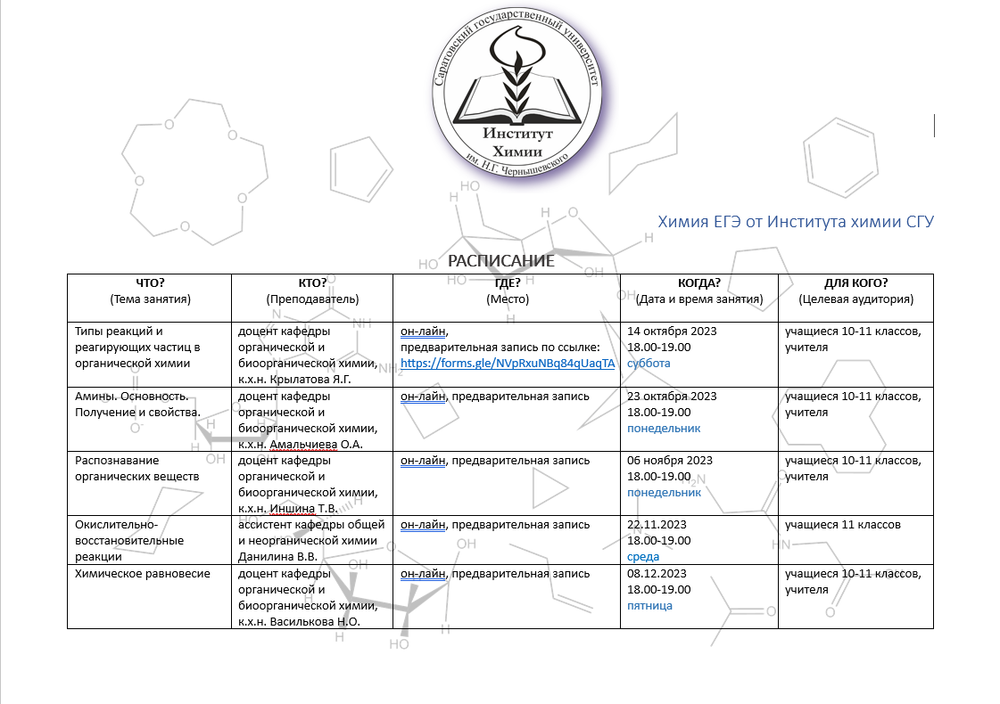 Саратовский государственный университет
Институт
Химии
им. Н.Г. Чернышевского
Химия ЕГЭ от Института химии СГУ
РАСПИСАНИЕ
ЧТО?
(Тема занятия)
КТО?
(Преподаватель)
ГДЕ?
(Место)
КОГДА?
(Дата и время занятия)
ДЛЯ КОГО?
(Целевая аудитория)
Типы реакций и
реагирующих частиц в
органической химии
доцент кафедры
органической и
биоорганической химии,
к.х.н. Крылатова Я.Г.
он-лайн,
предварительная запись по ссылке:
https://forms.gle/NVpRxuNBq84qUaqTA
14 октября 2023
18.00-19.00
суббота
учащиеся 10-11 классов,
учителя
Амины. Основность.
Получение и свойства.
доцент кафедры
органической и
биоорганической химии,
к.х.н. Амальчиева О.А.
он-лайн, предварительная запись
23 октября 2023
18.00-19.00
понедельник
учащиеся 10-11 классов,
учителя
Распознавание
органических веществ
доцент кафедры
органической и
биоорганической химии,
к.х.н. Иншина Т.В.
он-лайн, предварительная запись
06 ноября 2023
18.00-19.00
понедельник
учащиеся 10-11 классов,
учителя
Окислительно-
восстановительные
реакции
ассистент кафедры общей
и неорганической химии
Данилина В.В.
он-лайн, предварительная запись
22.11.2023
18.00-19.00
среда
учащиеся 11 классов
Химическое равновесие
доцент кафедры
органической и
биоорганической химии,
к.х.н. Василькова Н.О.
он-лайн, предварительная запись
08.12.2023
18.00-19.00
пятница
учащиеся 10-11 классов,
учителя